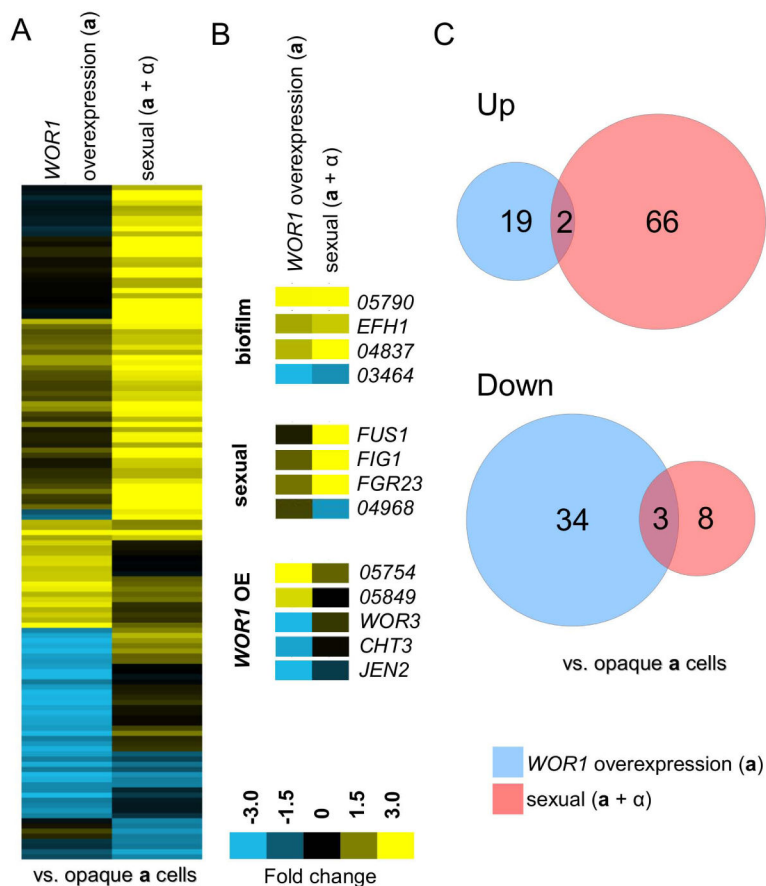 A
WOR1
overexpression (a)
sexual (a + α)
vs. opaque a cells
B
WOR1 overexpression (a)
sexual (a + α)
biofilm
05790
EFH1
04837
03464
sexual
FUS1
FIG1
FGR23
04968
WOR1 OE
05754
05849
WOR3
CHT3
JEN2
-3.0
-1.5
0
1.5
3.0
Fold change
C
Up
19
2
66
Down
34
3
8
vs. opaque a cells
WOR1 overexpression (a)
sexual (a + α)